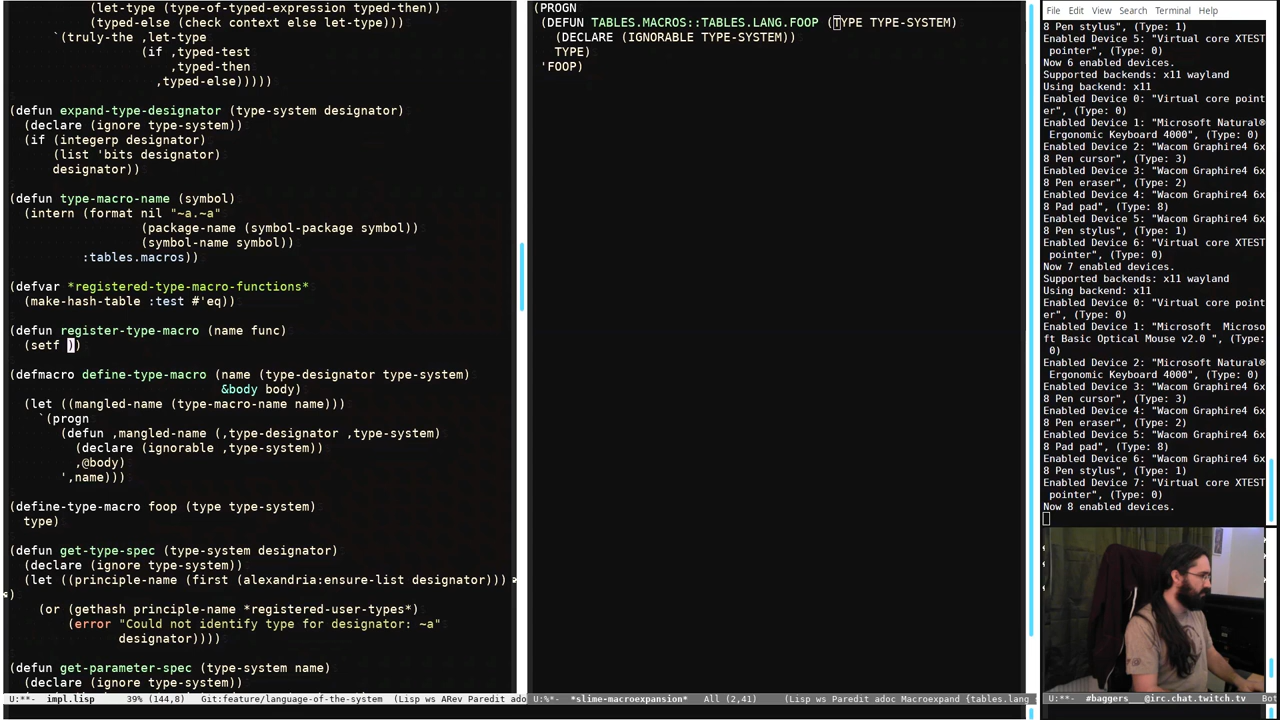 (let-type (type-of-typed-expression typed-then))
(typed-else (check context else let-type)))
`(truly-the ,let-type
(if ,typed-test
,typed-then
,typed-else)))))
(defun expand-type-designator (type-system designator)
(declare (ignore type-system))
(if (integerp designator)
(list 'bits designator)
designator))
(defun type-macro-name (symbol)
(intern (format nil "~a.~a"
(package-name (symbol-package symbol))
(symbol-name symbol))
:tables.macros))
(defvar *registered-type-macro-functions*
(make-hash-table :test #'eq))
(defun register-type-macro (name func)
(setf ))
(defmacro define-type-macro (name (type-designator type-system)
&body body)
(let ((mangled-name (type-macro-name name)))
`(progn
(defun ,mangled-name (,type-designator ,type-system)
(declare (ignorable ,type-system))
,@body)
',name)))
(define-type-macro foop (type type-system)
type)
(defun get-type-spec (type-system designator)
(declare (ignore type-system))
(let ((principle-name (first (alexandria:ensure-list designator)))
)
(or (gethash principle-name *registered-user-types*)
(error "Could not identify type for designator: ~a"
designator))))
(defun get-parameter-spec (type-system name)
(declare (ignore type-system))
U:**-  impl.lisp      39% (144,8)    Git:feature/language-of-the-system  (Lisp ws ARev Paredit ado
(PROGN
(DEFUN TABLES.MACROS::TABLES.LANG.FOOP (TYPE TYPE-SYSTEM)
(DECLARE (IGNORABLE TYPE-SYSTEM))
TYPE)
'FOOP)
U:%*-  *slime-macroexpansion*   All (2,41)     (Lisp ws Paredit adoc Macroexpand {tables.lang
File Edit View Search Terminal Help
8 Pen stylus", (Type: 1)
Enabled Device 5: "Virtual core XTEST
pointer", (Type: 0)
Now 6 enabled devices.
Supported backends: x11 wayland
Using backend: x11
Enabled Device 0: "Virtual core point
er", (Type: 0)
Enabled Device 1: "Microsoft Natural®
Ergonomic Keyboard 4000", (Type: 0)
Enabled Device 2: "Wacom Graphire4 6x
8 Pen cursor", (Type: 3)
Enabled Device 3: "Wacom Graphire4 6x
8 Pen eraser", (Type: 2)
Enabled Device 4: "Wacom Graphire4 6x
8 Pad pad", (Type: 8)
Enabled Device 5: "Wacom Graphire4 6x
8 Pen stylus", (Type: 1)
Enabled Device 6: "Virtual core XTEST
pointer", (Type: 0)
Now 7 enabled devices.
Supported backends: x11 wayland
Using backend: x11
Enabled Device 0: "Virtual core point
er", (Type: 0)
Enabled Device 1: "Microsoft  Microso
ft Basic Optical Mouse v2.0 ", (Type:
0)
Enabled Device 2: "Microsoft Natural®
Ergonomic Keyboard 4000", (Type: 0)
Enabled Device 3: "Wacom Graphire4 6x
8 Pen cursor", (Type: 3)
Enabled Device 4: "Wacom Graphire4 6x
8 Pen eraser", (Type: 2)
Enabled Device 5: "Wacom Graphire4 6x
8 Pad pad", (Type: 8)
Enabled Device 6: "Wacom Graphire4 6x
8 Pen stylus", (Type: 1)
Enabled Device 7: "Virtual core XTEST
pointer", (Type: 0)
Now 8 enabled devices.
U:**-  #baggers___@irc.chat.twitch.tv     Bot